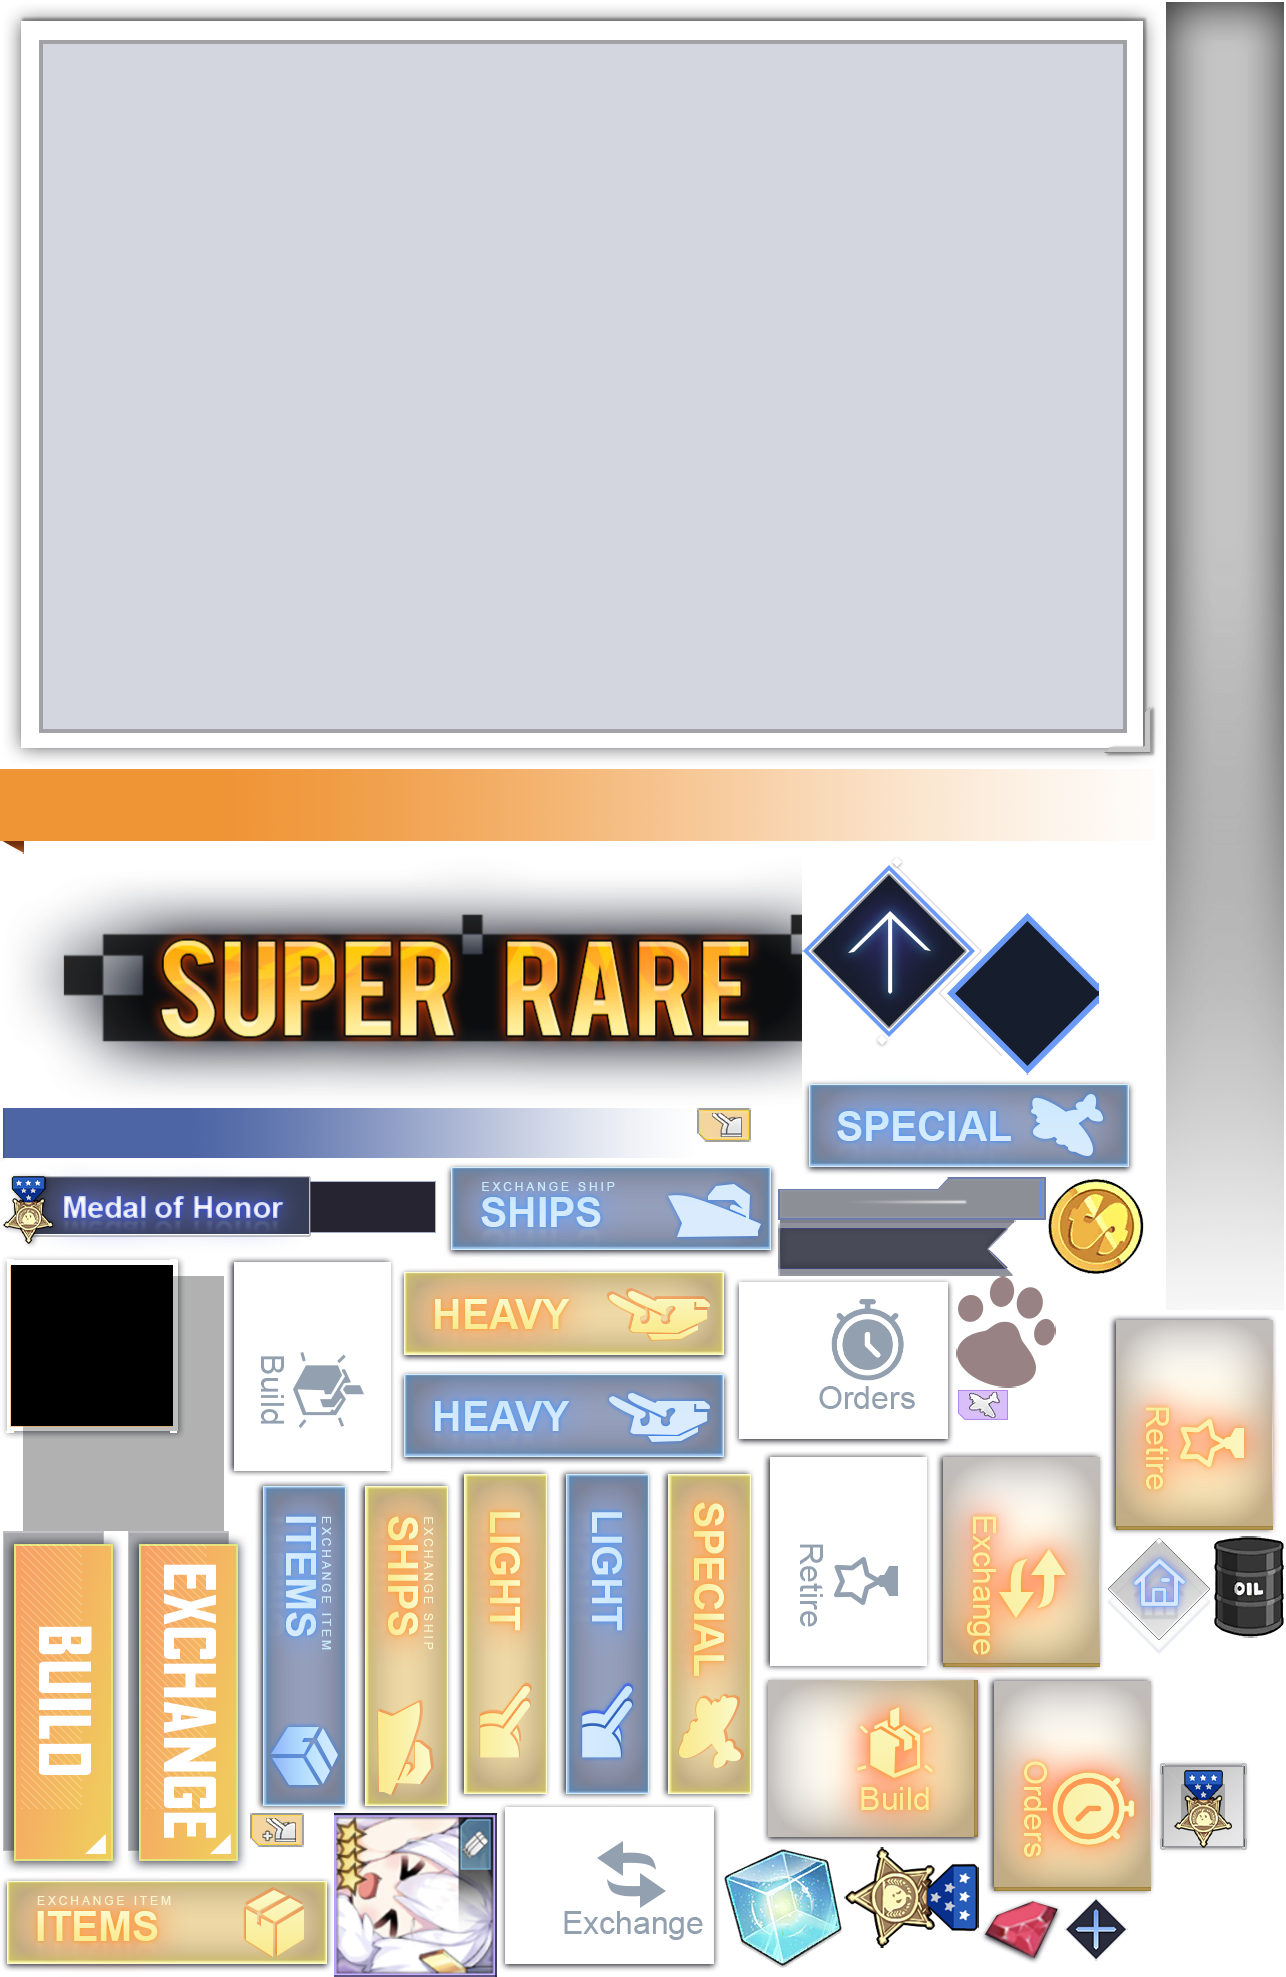 SUPER RARE
SPECIAL
Medal of Honor
EXCHANGE SHIP
SHIPS
HEAVY
Build
Orders
HEAVY
Retire
EXCHANGE ITEM
ITEMS
EXCHANGE SHIP
SHIPS
LIGHT
LIGHT
SPECIAL
Retire
Exchange
OIL
BUILD
EXCHANGE
Build
Orders
EXCHANGE ITEM
ITEMS
Exchange